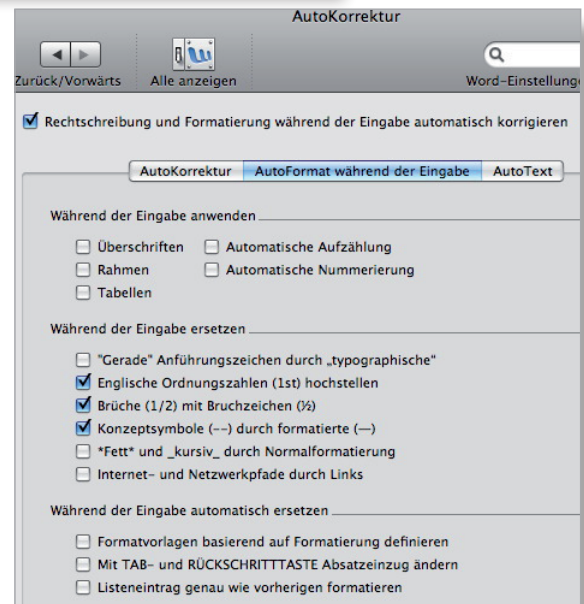 AutoKorrektur
Zurück/Vorwärts Alle anzeigen Word-Einstellung
Rechtschreibung und Formatierung während der Eingabe automatisch korrigieren
AutoKorrektur AutoFormat während der Eingabe AutoText
Während der Eingabe anwenden
Überschriften Automatische Aufzählung
Rahmen Automatische Nummerierung
Tabellen
Während der Eingabe ersetzen
"Gerade" Anführungszeichen durch „typographische“
Englische Ordnungszahlen (1st) hochstellen
Brüche (1/2) mit Bruchzeichen (½)
Konzeptsymbole (--) durch formatierte (—)
*Fett* und _kursiv_ durch Normalformatierung
Internet- und Netzwerkpfade durch Links
Während der Eingabe automatisch ersetzen
Formatvorlagen basierend auf Formatierung definieren
Mit TAB- und RÜCKSCHRITTTASTE Absatzeinzug ändern
Listeneintrag genau wie vorherigen formatieren